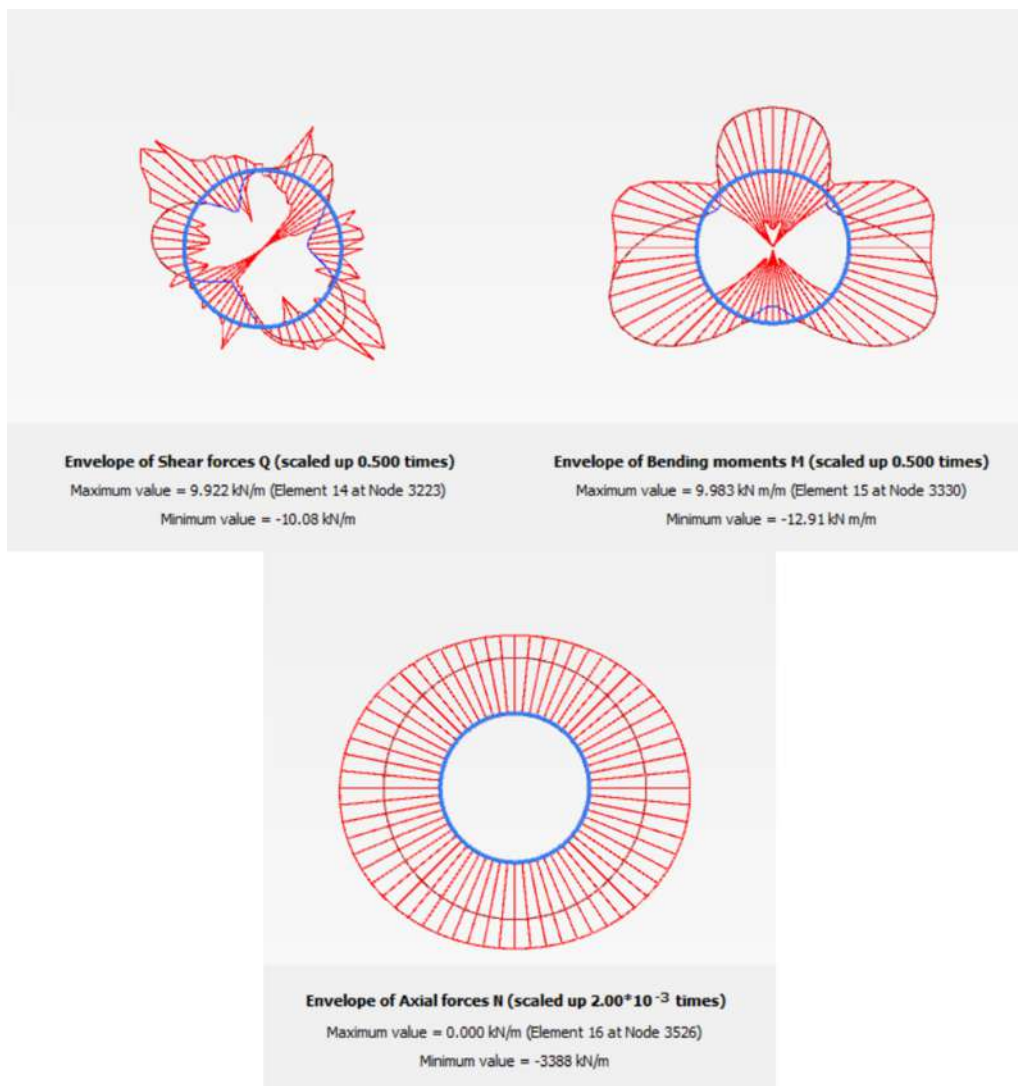 Envelope of Shear forces Q (scaled up 0.500 times)
Maximum value = 9.922 kN/m (Element 14 at Node 3223)
Minimum value = -10.08 kN/m
Envelope of Bending moments M (scaled up 0.500 times)
Maximum value = 9.983 kN m/m (Element 15 at Node 3330)
Minimum value = -12.91 kN m/m
Envelope of Axial forces N (scaled up 2.00*10⁻³ times)
Maximum value = 0.000 kN/m (Element 16 at Node 3526)
Minimum value = -3388 kN/m